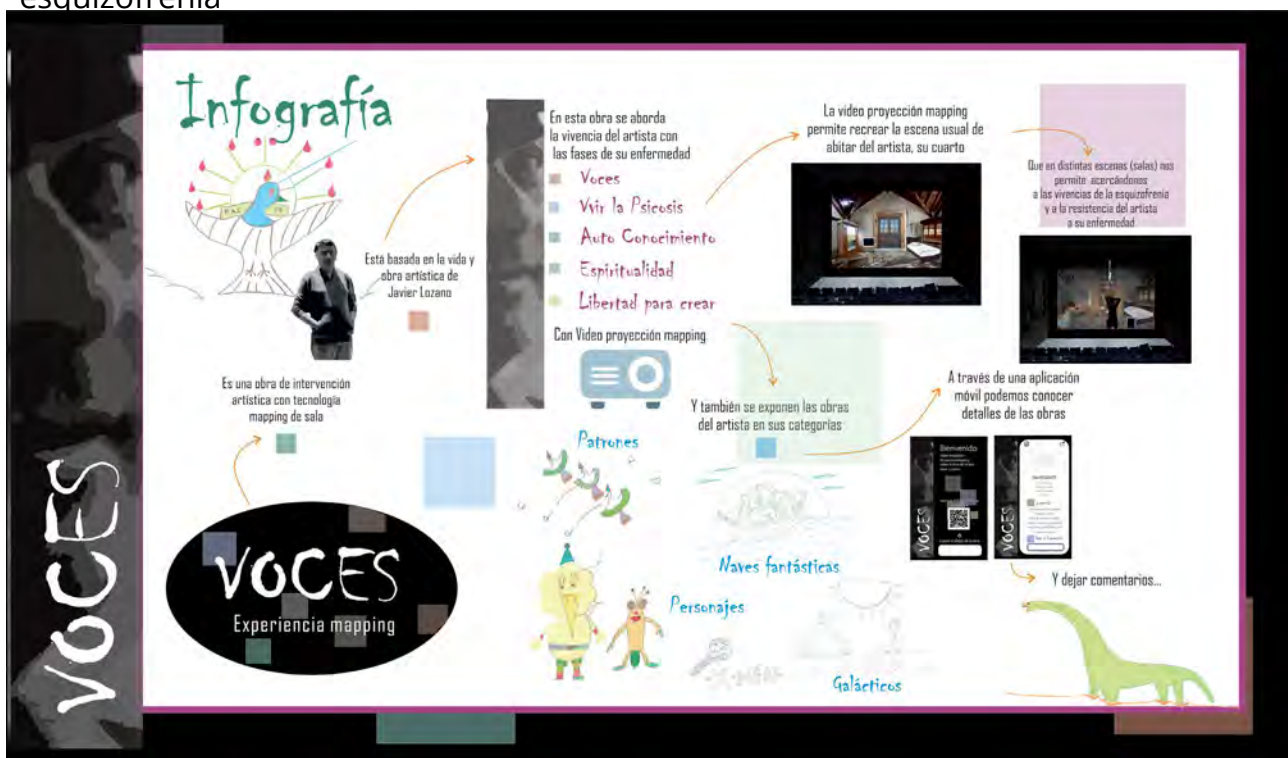 esquizofrenia
Infografía
PAL
VOCES
VOCES
Experiencia mapping
Es una obra de intervención
artística con tecnología
mapping de sala
Está basada en la vida y
obra artística de
Javier Lozano
En esta obra se aborda
la vivencia del artista con
las fases de su enfermedad
Voces
Vvir la Psicosis
Auto Conocimiento
Espiritualidad
Libertad para crear
Con Video proyección mapping
La video proyección mapping
permite recrear la escena usual de
abitar del artista, su cuarto
Que en distintas escenas (salas) nos
permite acercándonos
a las vivencias de la esquizofrenia
y a la resistencia del artista
a su enfermedad
Y también se exponen las obras
del artista en sus categorías
Patrones
Naves fantásticas
Personajes
Galácticos
A través de una aplicación
móvil podemos conocer
detalles de las obras
Bienvenido
VOCES
VOCES
Y dejar comentarios...